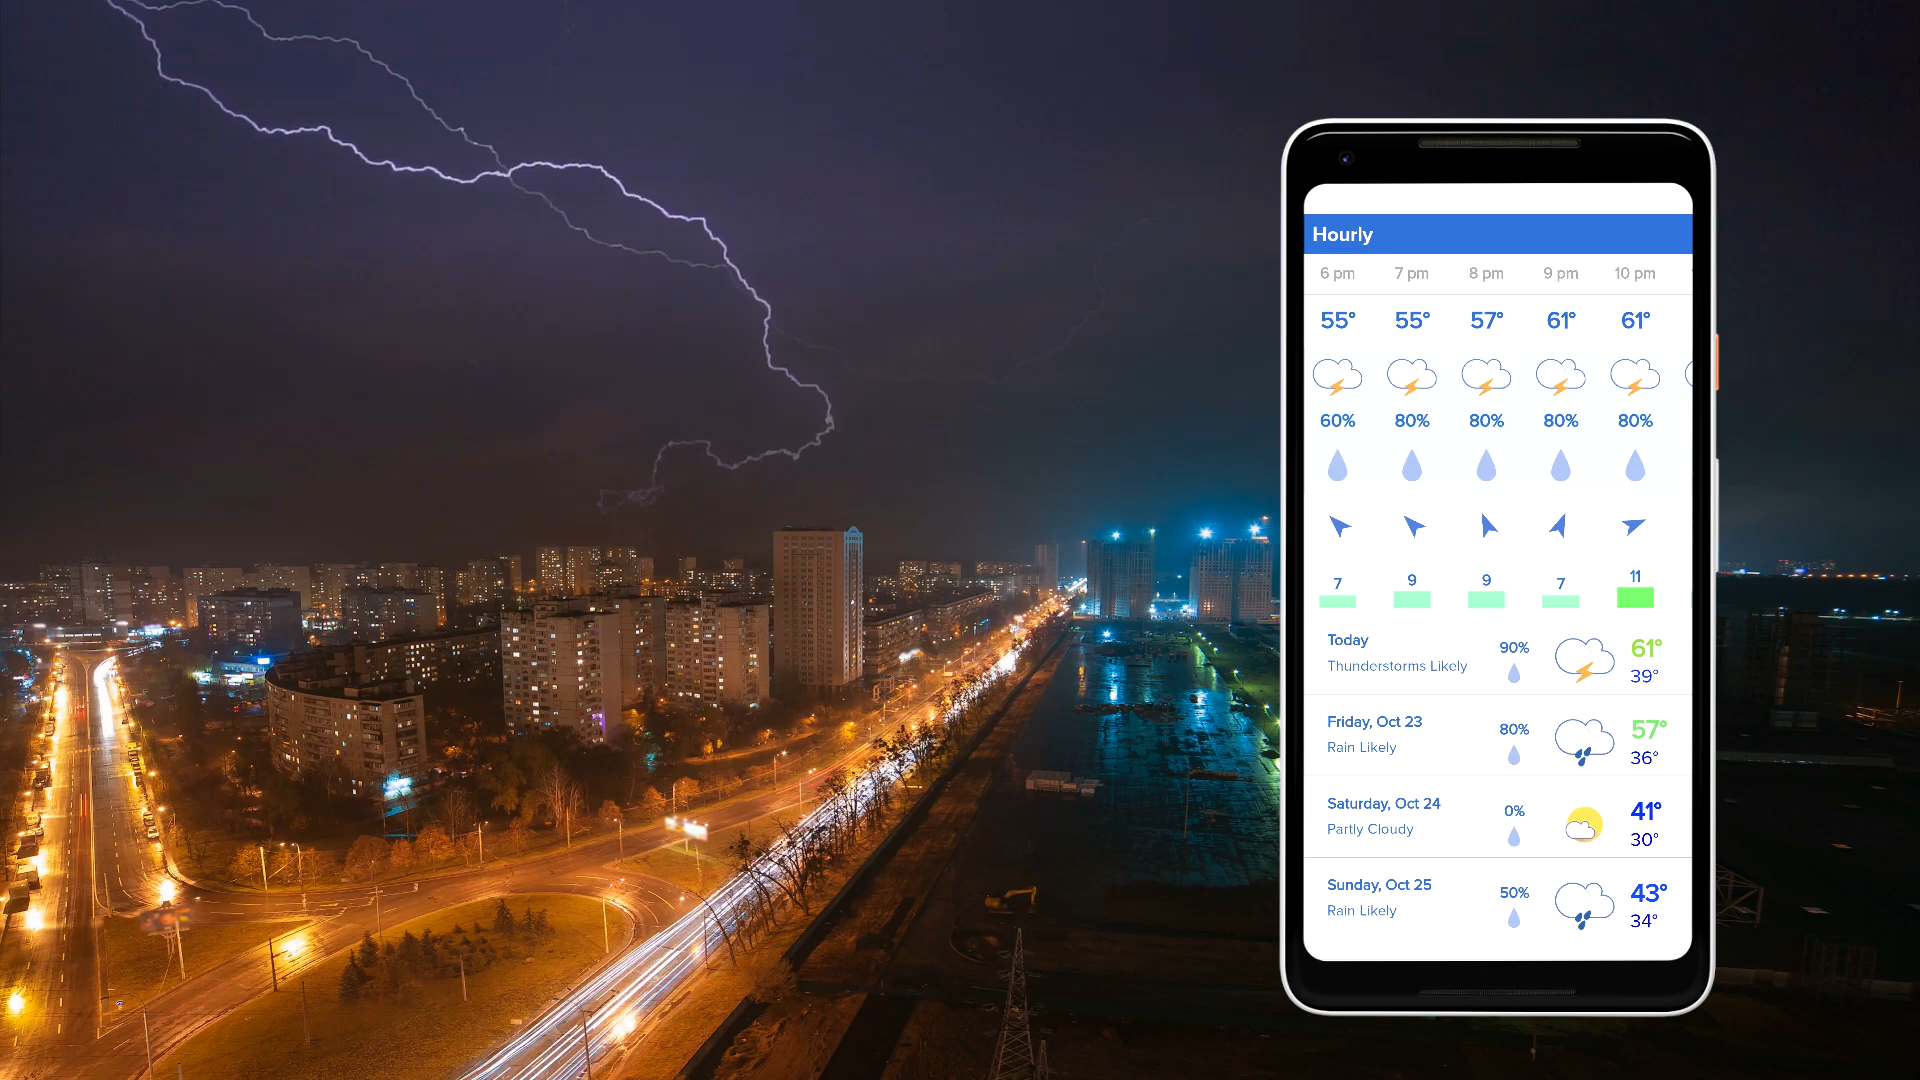 Hourly
6 pm 7 pm 8 pm 9 pm 10 pm
55° 55° 57° 61° 61°
60% 80% 80% 80% 80%
7 9 9 7 11
Today 90% 61°
Thunderstorms Likely 39°
Friday, Oct 23 80% 57°
Rain Likely 36°
Saturday, Oct 24 0% 41°
Partly Cloudy 30°
Sunday, Oct 25 50% 43°
Rain Likely 34°